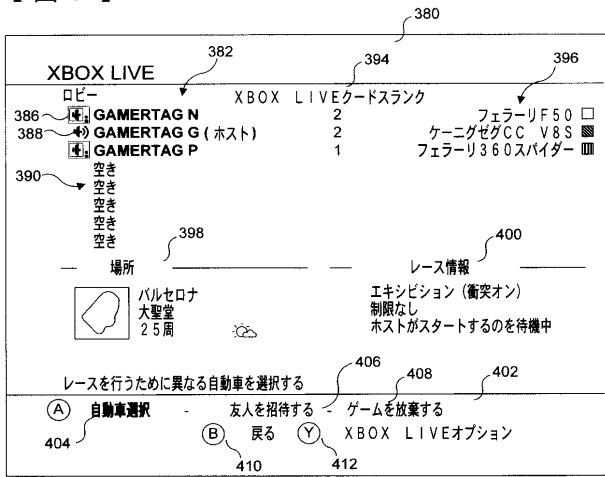 380
XBOX LIVE
382
394
396
ロビー
XBOX LIVEクードスランク
386
GAMERTAG N 2 フェラーリF50
388
GAMERTAG G (ホスト) 2 ケーニグゼグCC V8S
GAMERTAG P 1 フェラーリ360スパイダー
390
空き
空き
空き
空き
空き
398
400
場所
レース情報
バルセロナ
大聖堂
25周
エキシビション (衝突オン)
制限なし
ホストがスタートするのを待機中
406
408
402
レースを行うために異なる自動車を選択する
A 自動車選択 - 友人を招待する - ゲームを放棄する
404
B 戻る Y XBOX LIVEオプション
410
412